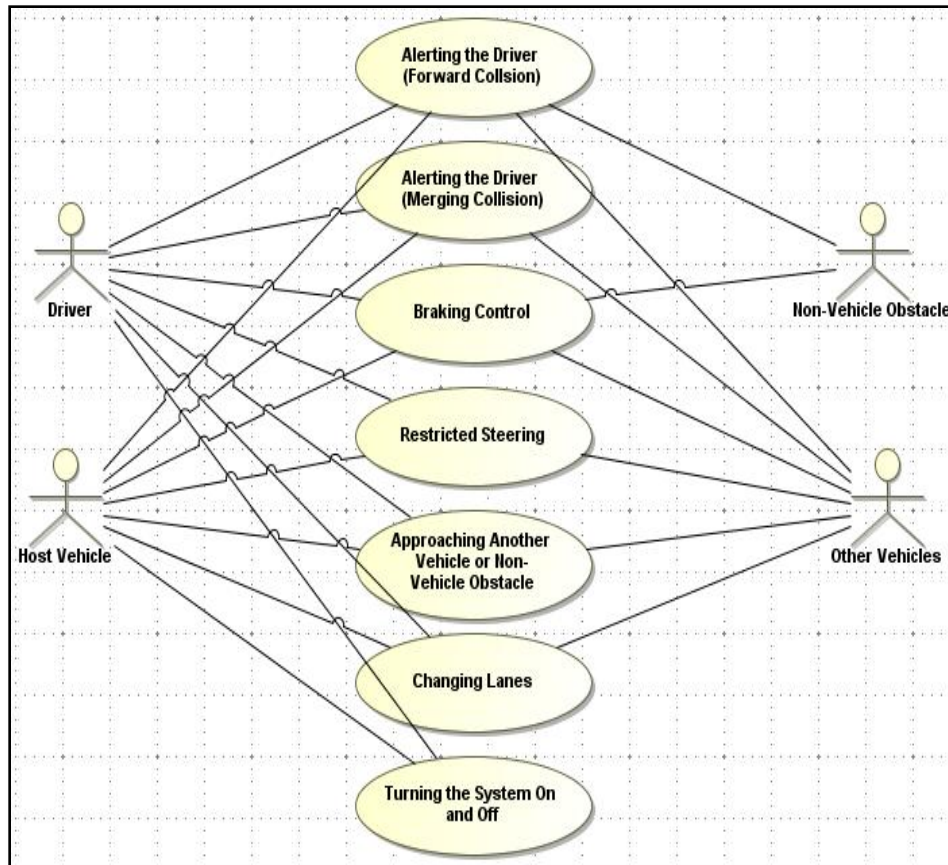 Alerting the Driver
(Forward Collsion)
Alerting the Driver
(Merging Collision)
Driver
Braking Control
Non-Vehicle Obstacle
Restricted Steering
Host Vehicle
Approaching Another
Vehicle or Non-
Vehicle Obstacle
Other Vehicles
Changing Lanes
Turning the System On
and Off